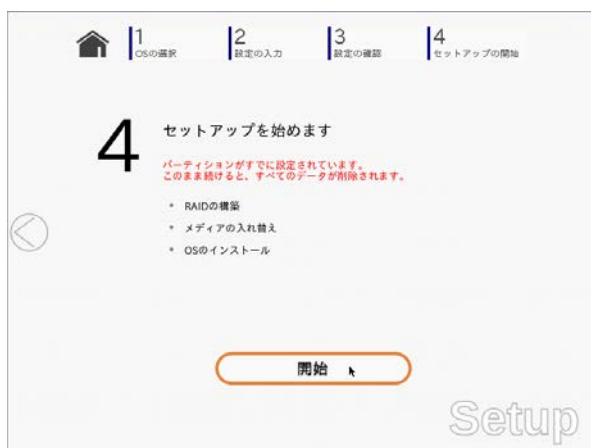 1
OSの選択
2
設定の入力
3
設定の確認
4
セットアップの開始
4
セットアップを始めます
パーティションがすでに設定されています。
このまま続けると、すべてのデータが削除されます。
• RAIDの構築
• メディアの入れ替え
• OSのインストール
開始
Setup